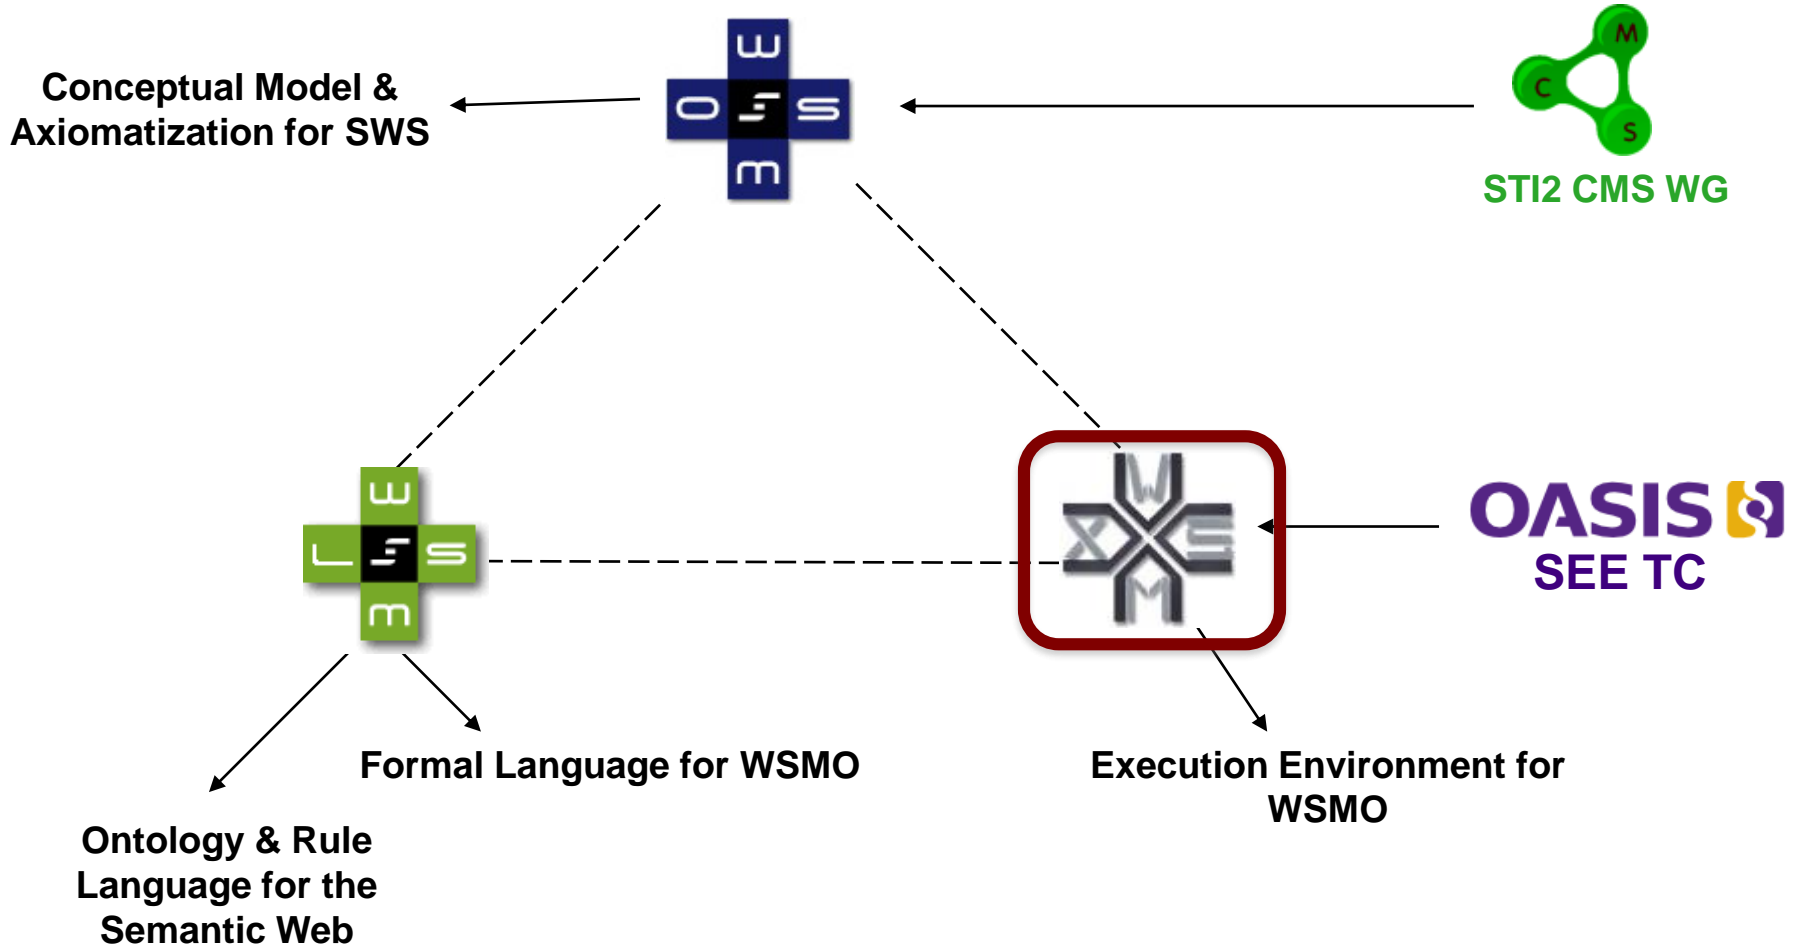 W
O S
M
M
C
S
Conceptual Model &
Axiomatization for SWS
STI2 CMS WG
W
L S
M
W
X S
M
OASIS
SEE TC
Formal Language for WSMO
Execution Environment for
WSMO
Ontology & Rule
Language for the
Semantic Web